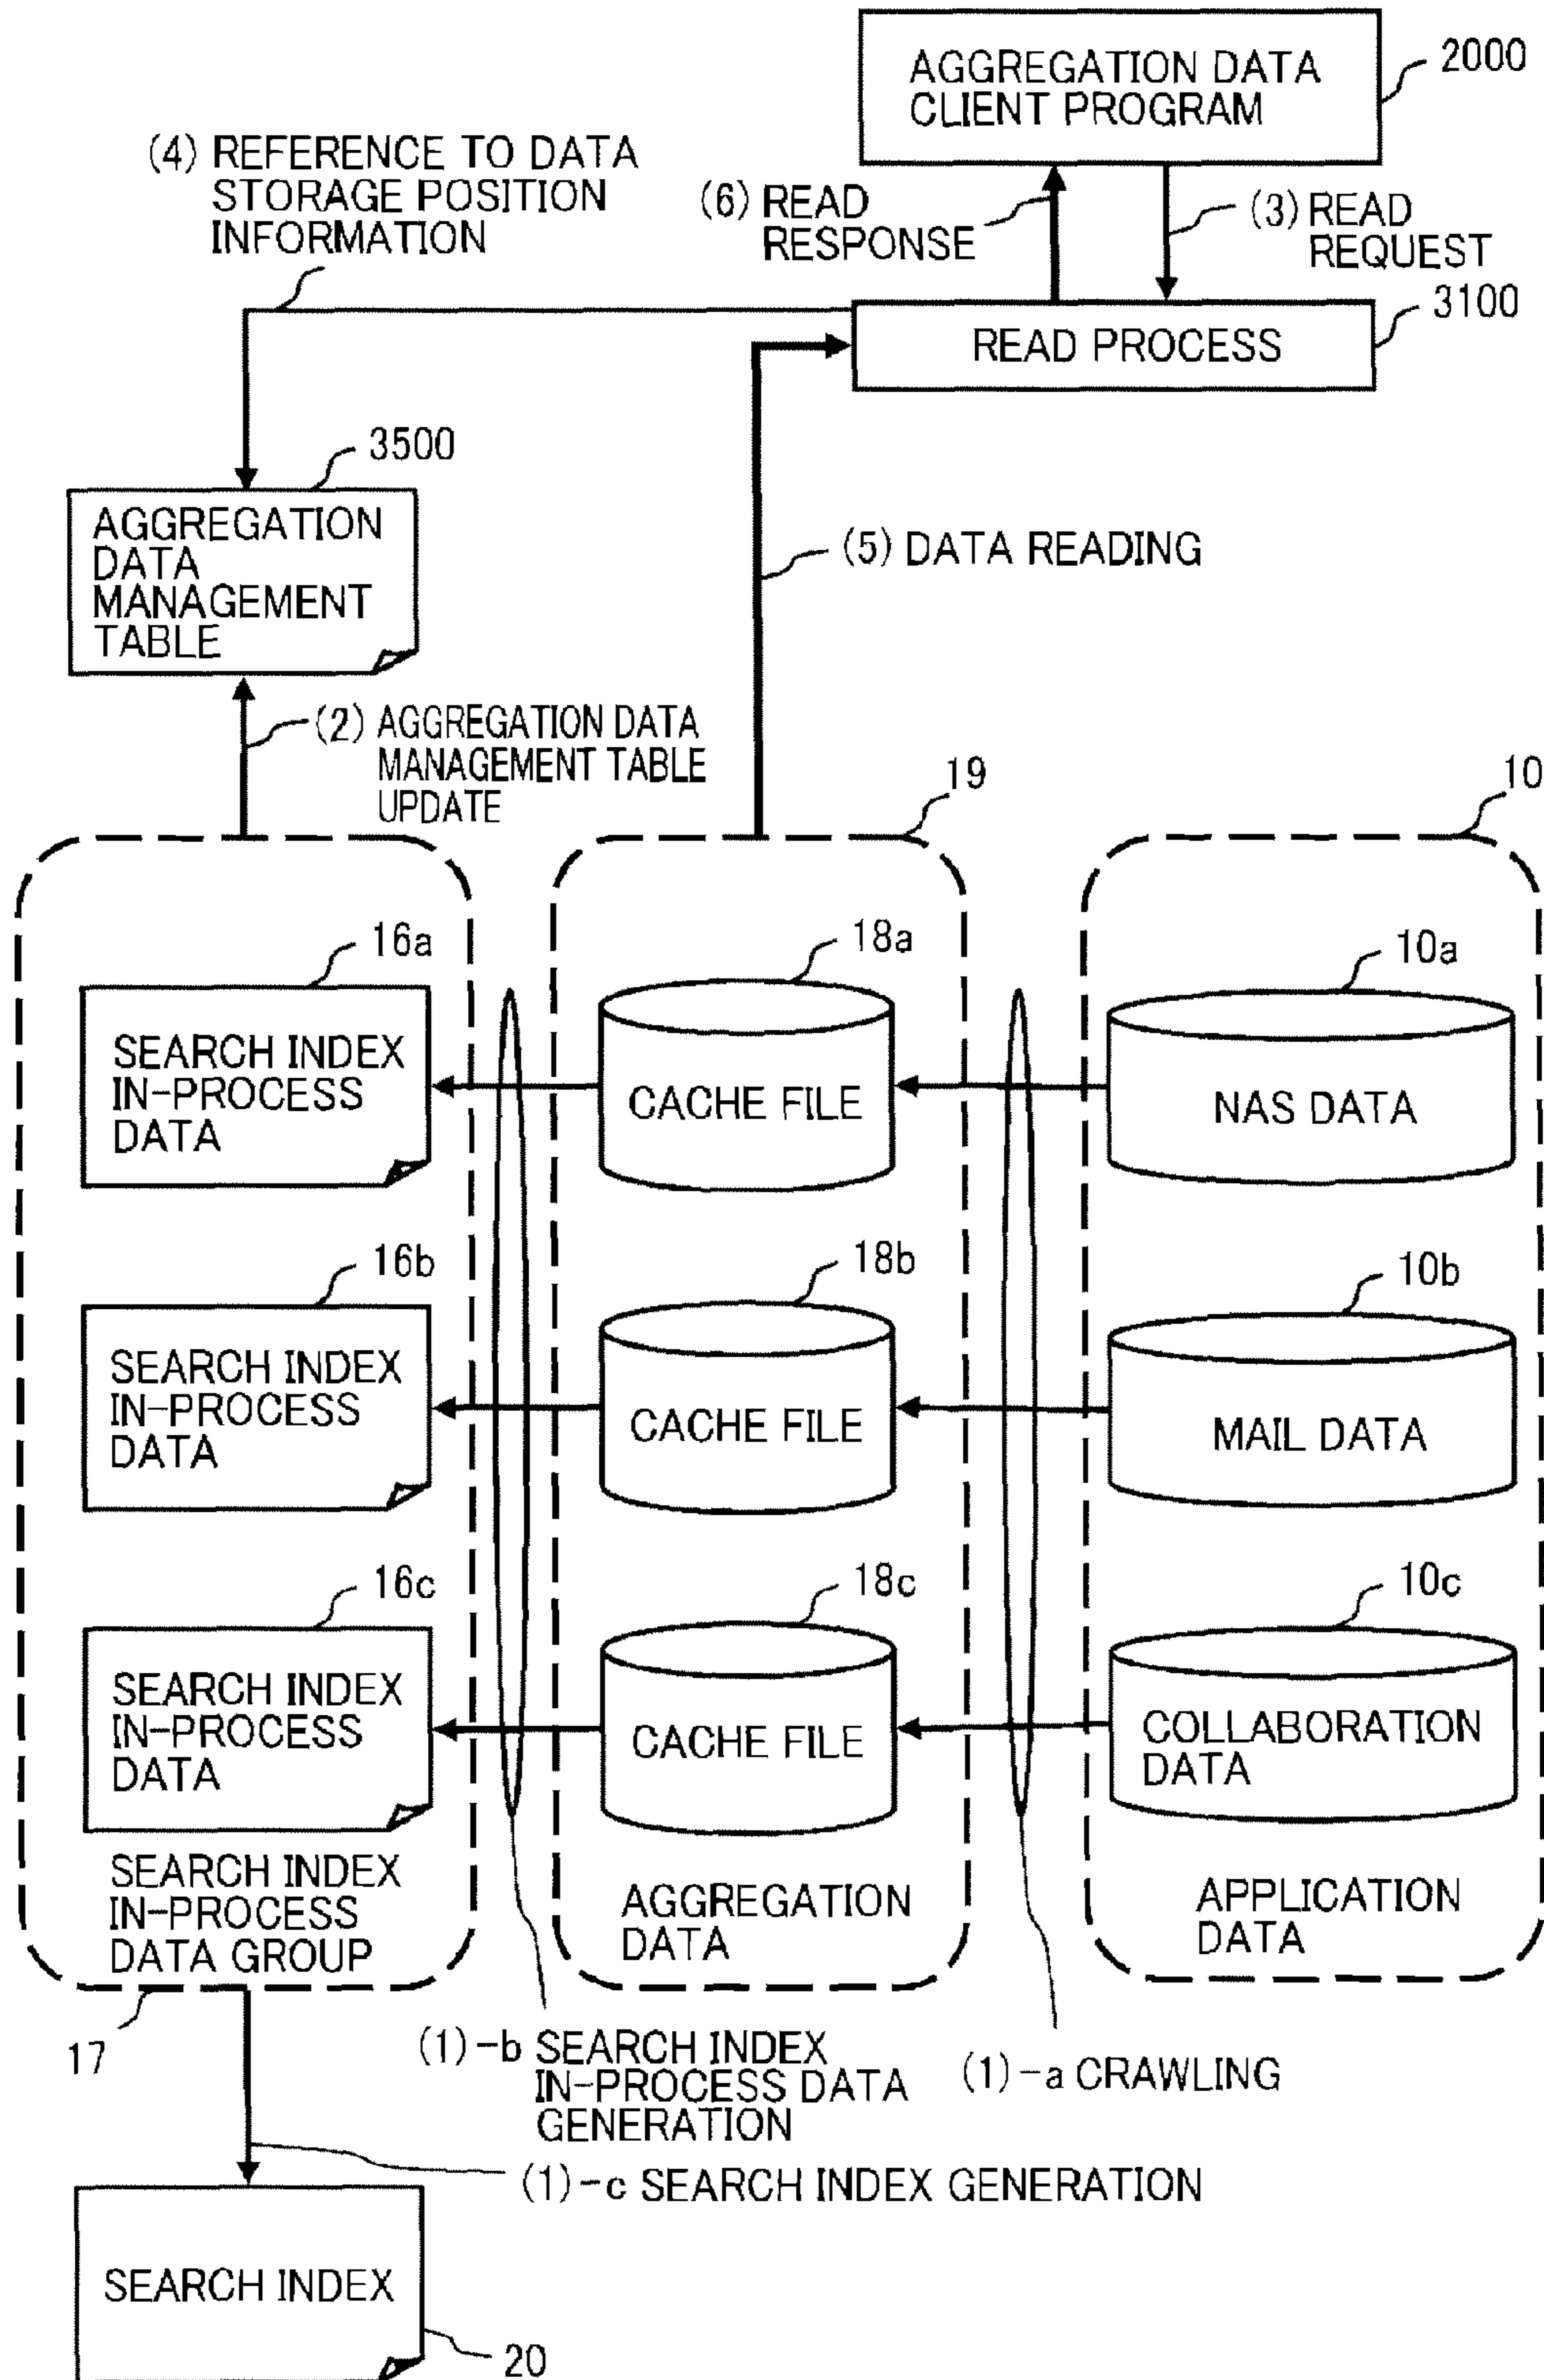 AGGREGATION DATA
CLIENT PROGRAM
2000
(4) REFERENCE TO DATA
STORAGE POSITION
INFORMATION
(6) READ
RESPONSE
(3) READ
REQUEST
3100
READ PROCESS
3500
AGGREGATION
DATA
MANAGEMENT
TABLE
(5) DATA READING
(2) AGGREGATION DATA
MANAGEMENT TABLE
UPDATE
19
10
16a
18a
10a
SEARCH INDEX
IN-PROCESS
DATA
CACHE FILE
NAS DATA
16b
18b
10b
SEARCH INDEX
IN-PROCESS
DATA
CACHE FILE
MAIL DATA
16c
18c
10c
SEARCH INDEX
IN-PROCESS
DATA
CACHE FILE
COLLABORATION
DATA
SEARCH INDEX
IN-PROCESS
DATA GROUP
AGGREGATION
DATA
APPLICATION
DATA
17
(1)-b SEARCH INDEX
IN-PROCESS DATA
GENERATION
(1)-a CRAWLING
(1)-c SEARCH INDEX GENERATION
SEARCH INDEX
20